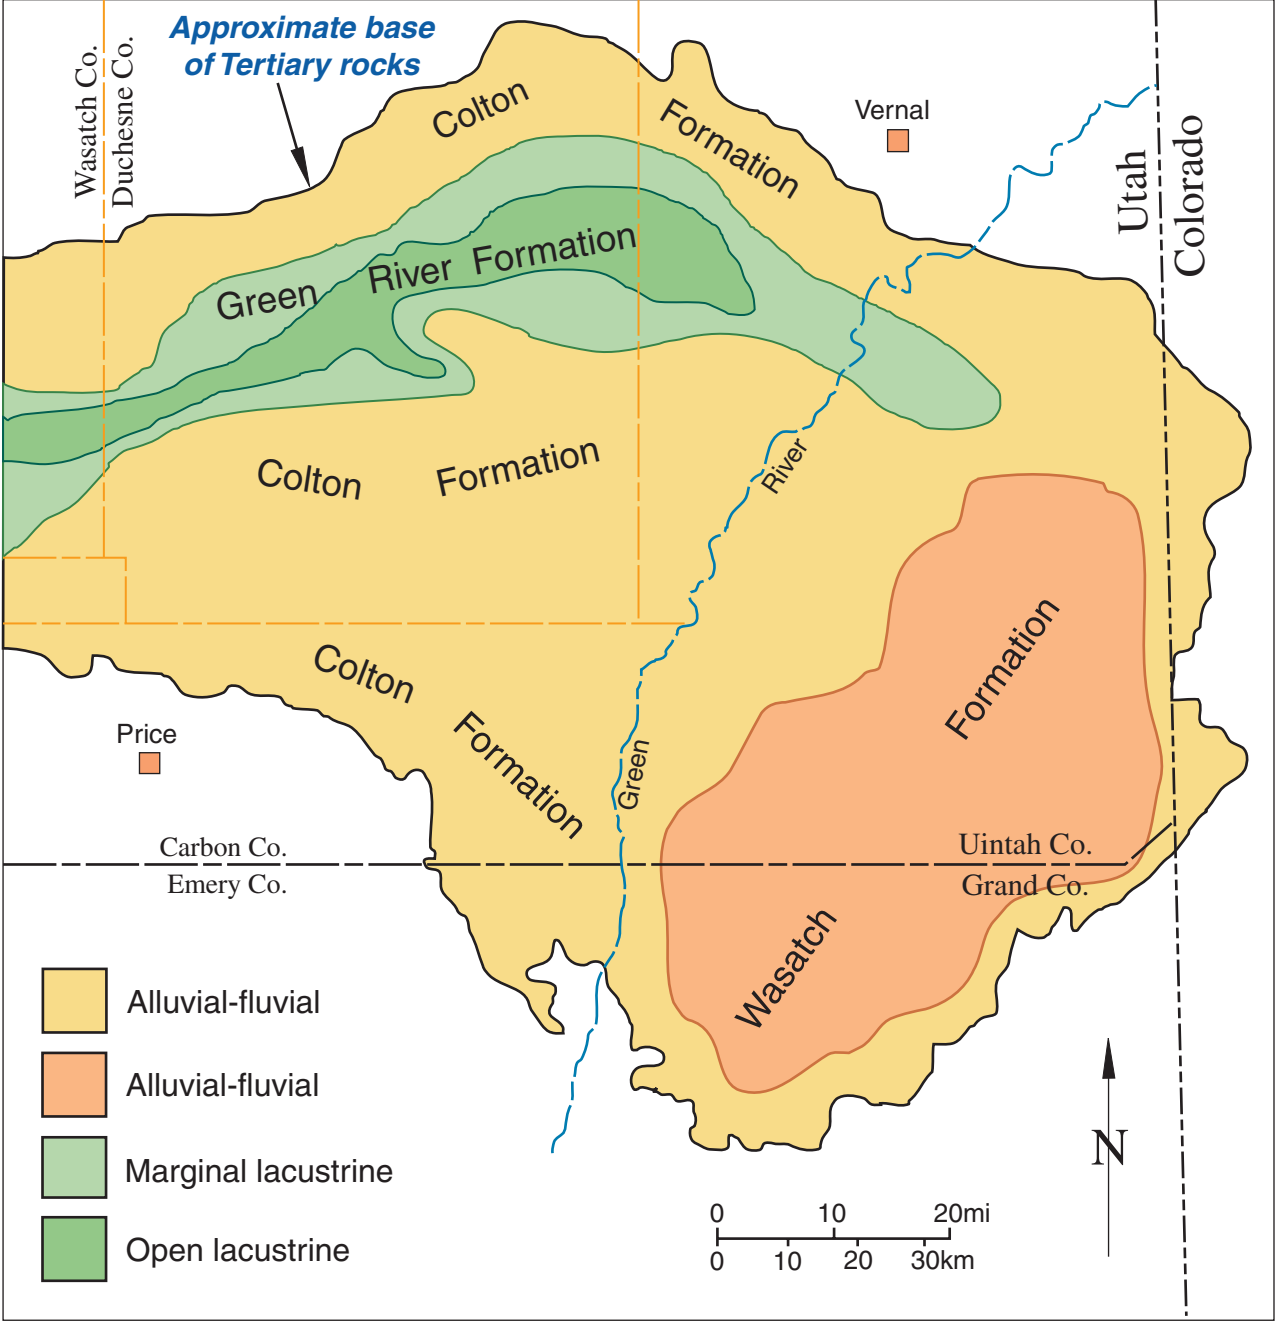 Approximate base
of Tertiary rocks
Wasatch Co.
Duchesne Co.
Colton
Formation
Vernal
Utah
Colorado
Green
River Formation
Colton
Formation
River
Colton
Formation
Green
Price
Formation
Wasatch
Carbon Co.
Emery Co.
Uintah Co.
Grand Co.
Alluvial-fluvial
Alluvial-fluvial
Marginal lacustrine
Open lacustrine
N
0 10 20mi
0 10 20 30km